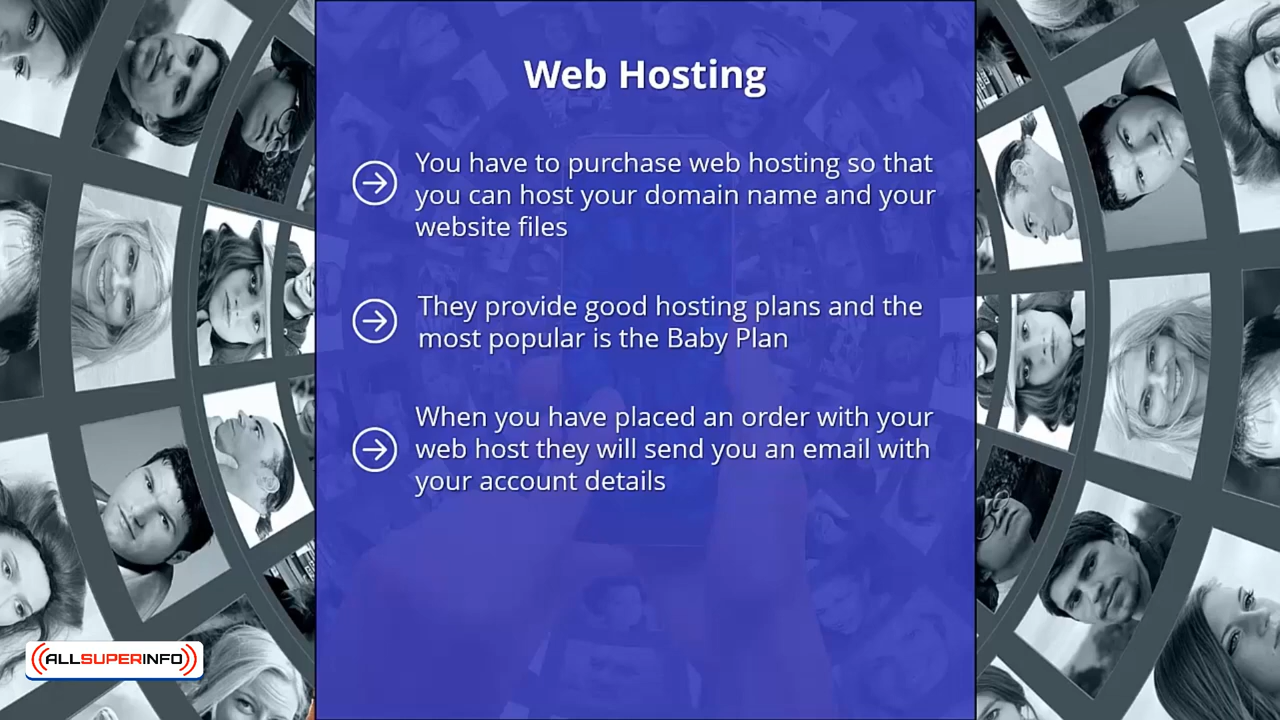 Web Hosting
You have to purchase web hosting so that
you can host your domain name and your
website files
They provide good hosting plans and the
most popular is the Baby Plan
When you have placed an order with your
web host they will send you an email with
your account details
ALLSUPERINFO